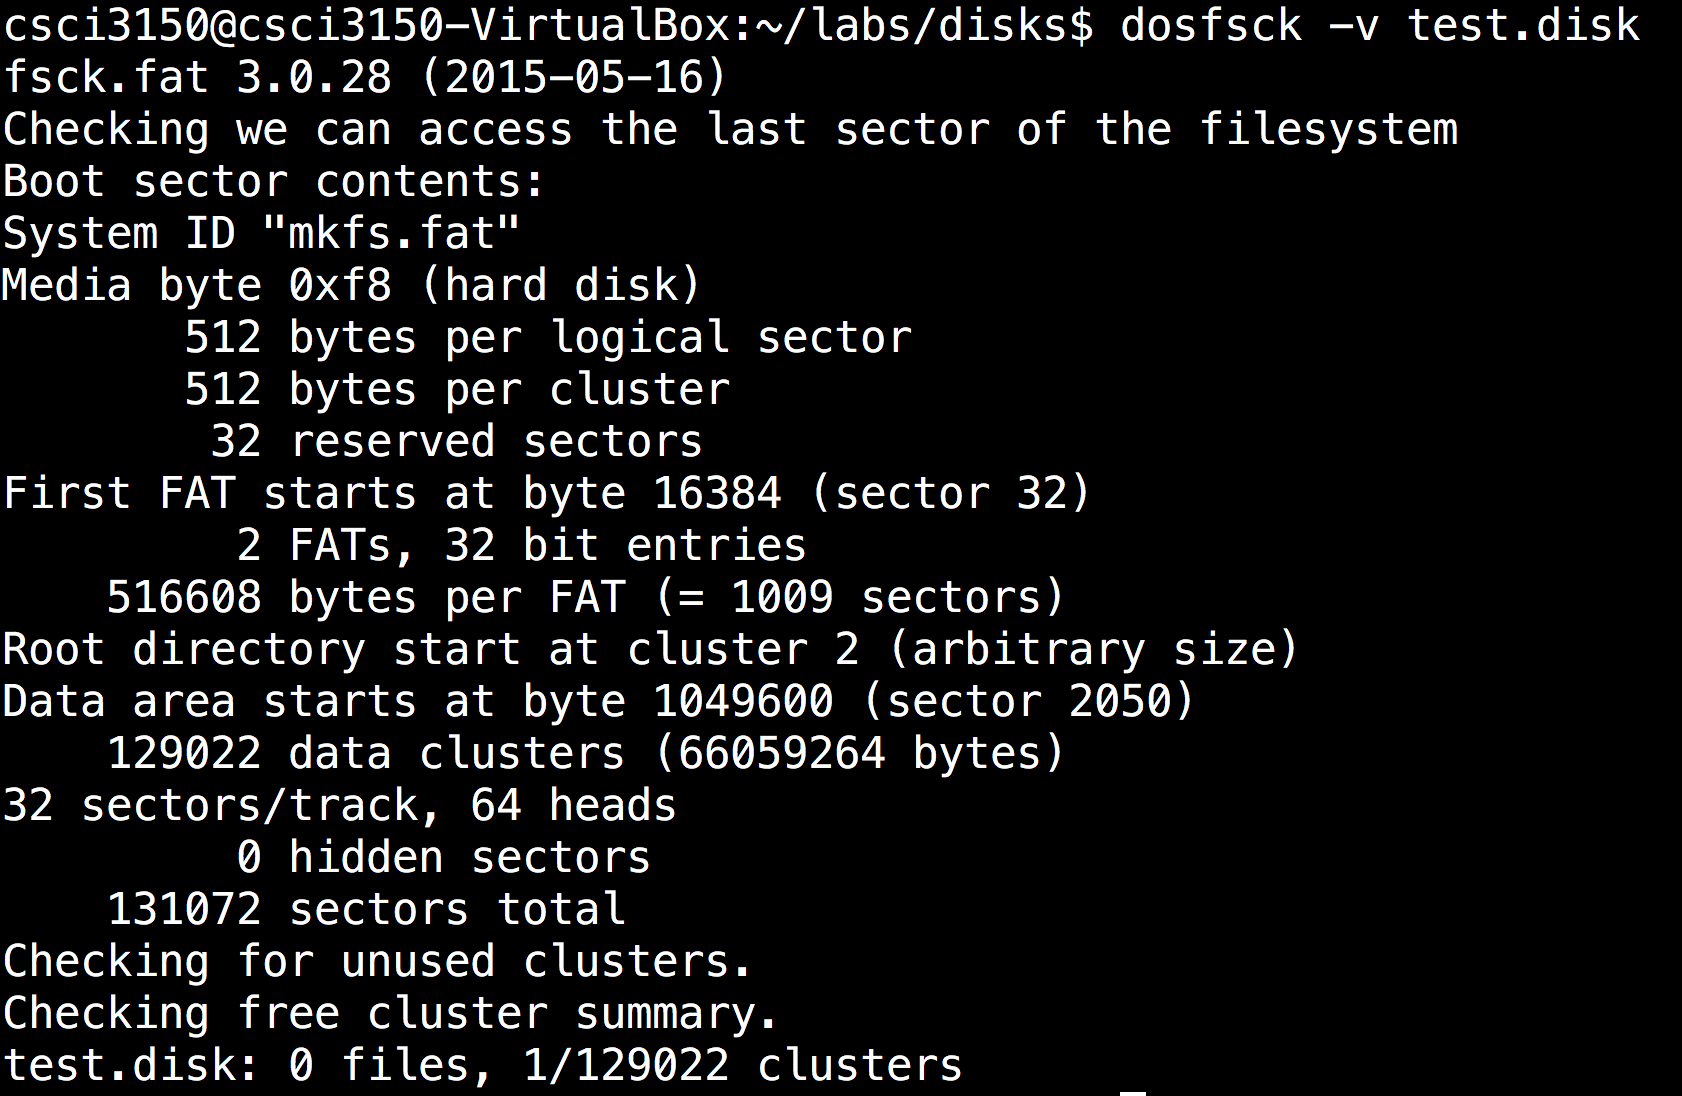 csci3150@csci3150-VirtualBox:~/labs/disks$ dosfsck -v test.disk
fsck.fat 3.0.28 (2015-05-16)
Checking we can access the last sector of the filesystem
Boot sector contents:
System ID "mkfs.fat"
Media byte 0xf8 (hard disk)
       512 bytes per logical sector
       512 bytes per cluster
        32 reserved sectors
First FAT starts at byte 16384 (sector 32)
         2 FATs, 32 bit entries
    516608 bytes per FAT (= 1009 sectors)
Root directory start at cluster 2 (arbitrary size)
Data area starts at byte 1049600 (sector 2050)
    129022 data clusters (66059264 bytes)
32 sectors/track, 64 heads
         0 hidden sectors
    131072 sectors total
Checking for unused clusters.
Checking free cluster summary.
test.disk: 0 files, 1/129022 clusters